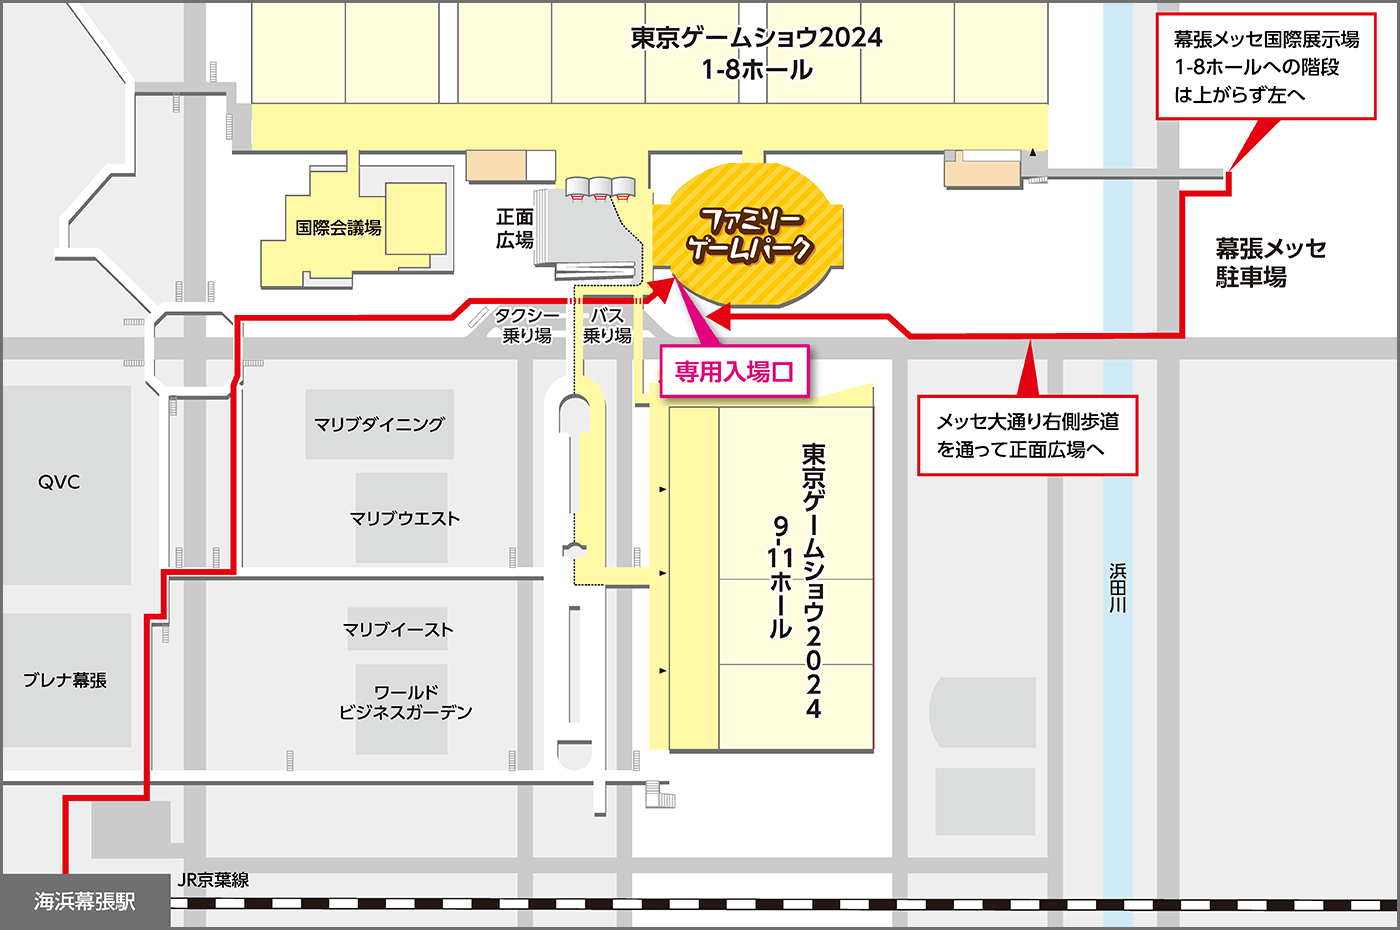 東京ゲームショウ2024
1-8ホール
幕張メッセ国際展示場
1-8ホールへの階段
は上がらず左へ
国際会議場
正面
広場
ファミリー
ゲームパーク
幕張メッセ
駐車場
タクシー
乗り場
バス
乗り場
専用入場口
メッセ大通り右側歩道
を通って正面広場へ
マリブダイニング
QVC
マリブウエスト
東京ゲームショウ2024
9-11ホール
浜田川
マリブイースト
プレナ幕張
ワールド
ビジネスガーデン
JR京葉線
海浜幕張駅